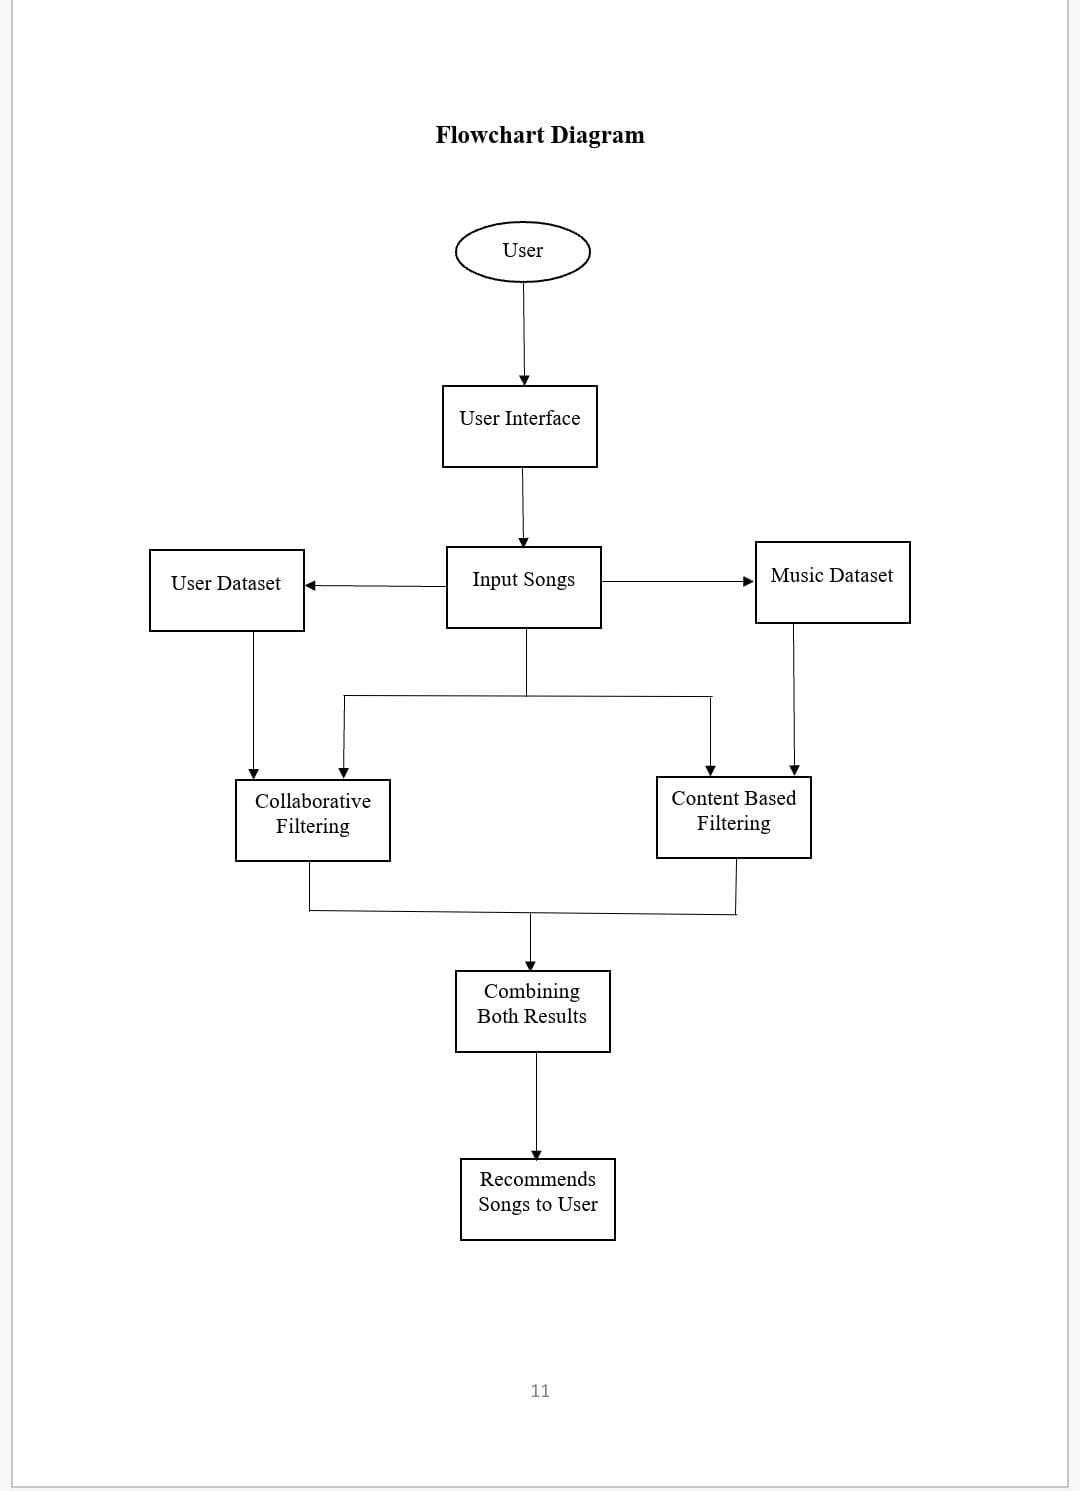 Flowchart Diagram
User
User Interface
User Dataset
Input Songs
Music Dataset
Collaborative
Filtering
Content Based
Filtering
Combining
Both Results
Recommends
Songs to User
11